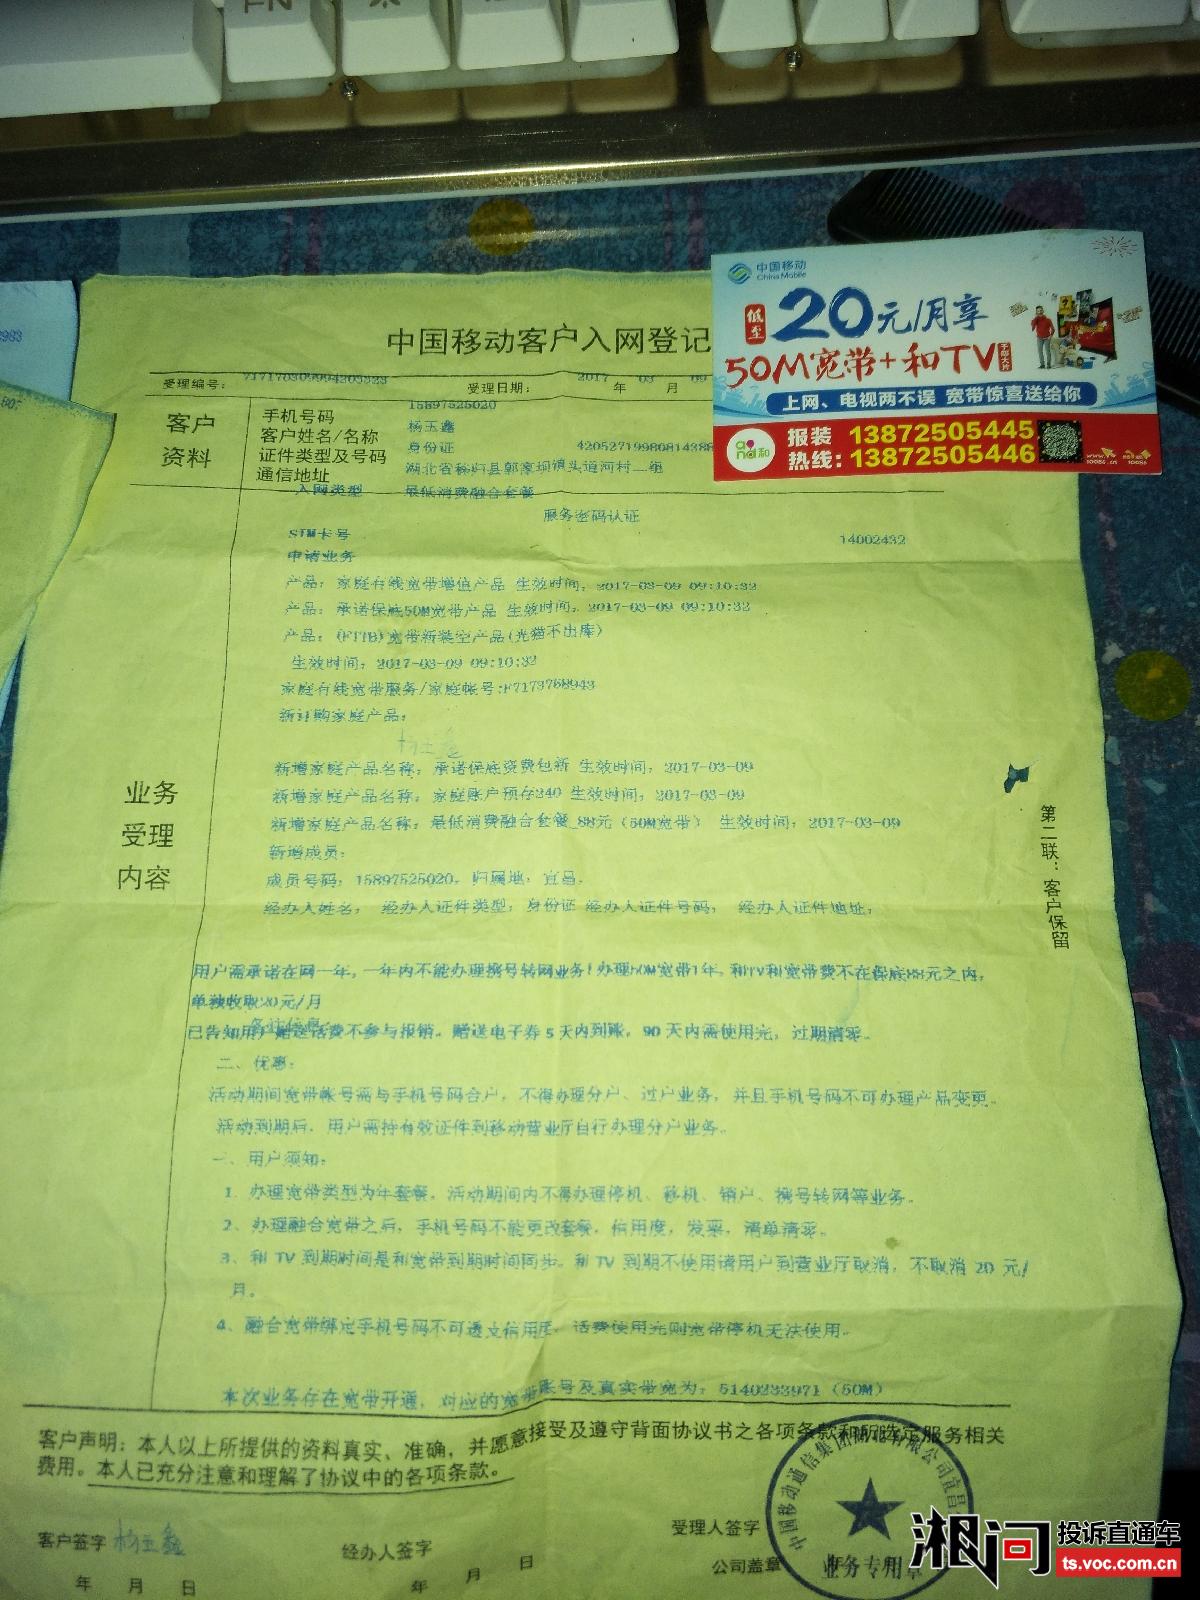 FN
中国移动
China Mobile
低至
20元/月享
50M宽带+和TV
上网、电视两不误 宽带惊喜送给你
and和
报装
热线:
13872505445
13872505446
中国移动客户入网登记
受理编号:
受理日期: 2017 年 03 月 09
客户
资料
手机号码 15897525020
客户姓名/名称 杨玉鑫
证件类型及号码 身份证
通信地址 湖北省秭归县郭家坝镇头道河村二组
入网类型 最低消费融合套餐
服务密码认证
SIM卡号 14002432
申请业务
产品: 家庭有线宽带增值产品 生效时间: 2017-03-09 09:10:32
产品: 承诺保底50M宽带产品 生效时间: 2017-03-09 09:10:32
产品: (FTTB)宽带新装空产品(光猫不出库)
生效时间: 2017-03-09 09:10:32
家庭有线宽带服务/家庭帐号:F7173768943
新订购家庭产品:
杨玉鑫
新增家庭产品名称: 承诺保底资费包新 生效时间: 2017-03-09
新增家庭产品名称: 家庭账户预存240 生效时间: 2017-03-09
新增家庭产品名称: 最低消费融合套餐_88元(50M宽带) 生效时间: 2017-03-09
新增成员:
成员号码: 15897525020, 归属地: 宜昌.
经办人姓名: 经办人证件类型: 身份证 经办人证件号码: 经办人证件地址:
业务
受理
内容
第二联:客户保留
用户需承诺在网一年,一年内不能办理携号转网业务!办理50M宽带1年,和TV和宽带费不在保底88元之内,
单独收取20元/月
备注信息:
已告知用户赠送话费不参与报销。赠送电子券5天内到账,90天内需使用完,过期清零。
二、优惠:
活动期间宽带帐号需与手机号码合户,不得办理分户、过户业务,并且手机号码不可办理产品变更。
活动到期后,用户需持有效证件到移动营业厅自行办理分户业务。
一、用户须知:
1、办理宽带类型为年套餐,活动期间内不得办理停机、移机、销户、携号转网等业务。
2、办理融合宽带之后,手机号码不能更改套餐,信用度,发票,清单清零。
3、和 TV 到期时间是和宽带到期时间同步。和 TV 到期不使用请用户到营业厅取消,不取消 20 元/
月。
4、融合宽带绑定手机号码不可透支信用度,话费使用完则宽带停机无法使用。
本次业务存在宽带开通,对应的宽带账号及真实带宽为: 5140233971 (50M)
客户声明:本人以上所提供的资料真实、准确,并愿意接受及遵守背面协议书之各项条款和所选定服务相关
费用。本人已充分注意和理解了协议中的各项条款。
客户签字 杨玉鑫
经办人签字
受理人签字
公司盖章
年 月 日
年 月 日
业务专用章
湘问
投诉直通车
ts.voc.com.cn